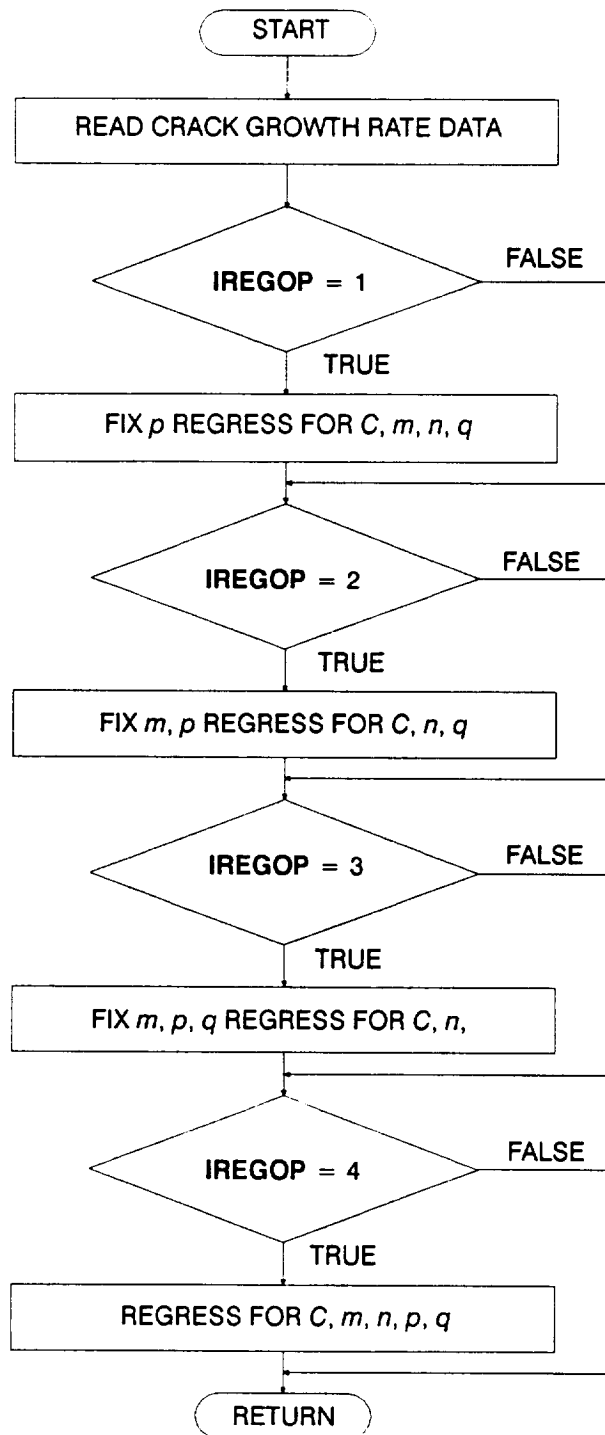 START
READ CRACK GROWTH RATE DATA
IREGOP = 1
FALSE
TRUE
FIX p REGRESS FOR C, m, n, q
IREGOP = 2
FALSE
TRUE
FIX m, p REGRESS FOR C, n, q
IREGOP = 3
FALSE
TRUE
FIX m, p, q REGRESS FOR C, n,
IREGOP = 4
FALSE
TRUE
REGRESS FOR C, m, n, p, q
RETURN